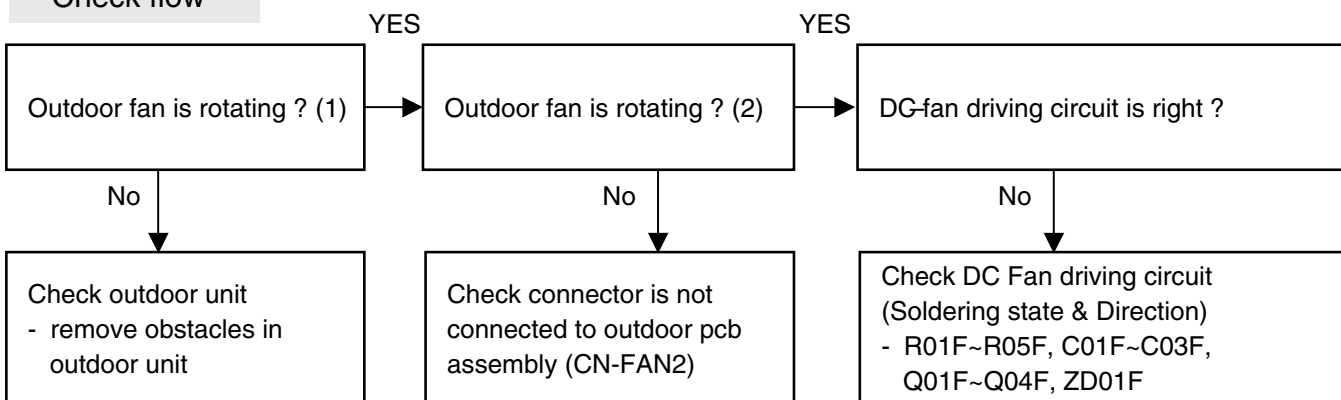 Check flow
YES
YES
Outdoor fan is rotating ? (1)
Outdoor fan is rotating ? (2)
DC-fan driving circuit is right ?
No
No
No
Check outdoor unit
- remove obstacles in
outdoor unit
Check connector is not
connected to outdoor pcb
assembly (CN-FAN2)
Check DC Fan driving circuit
(Soldering state & Direction)
- R01F~R05F, C01F~C03F,
Q01F~Q04F, ZD01F